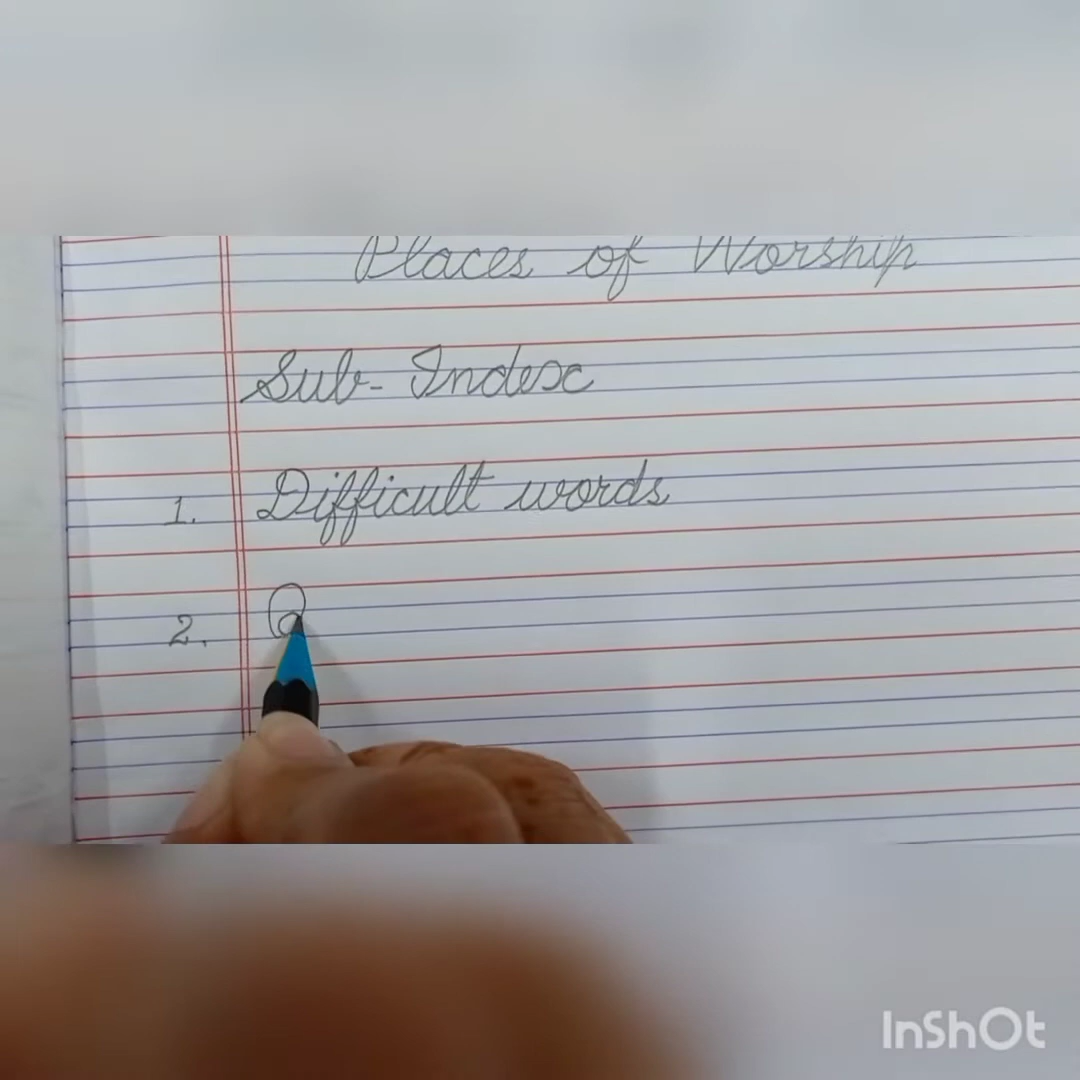 Places of Worship
Sub-Index
1. Difficult words
2.
InShOt